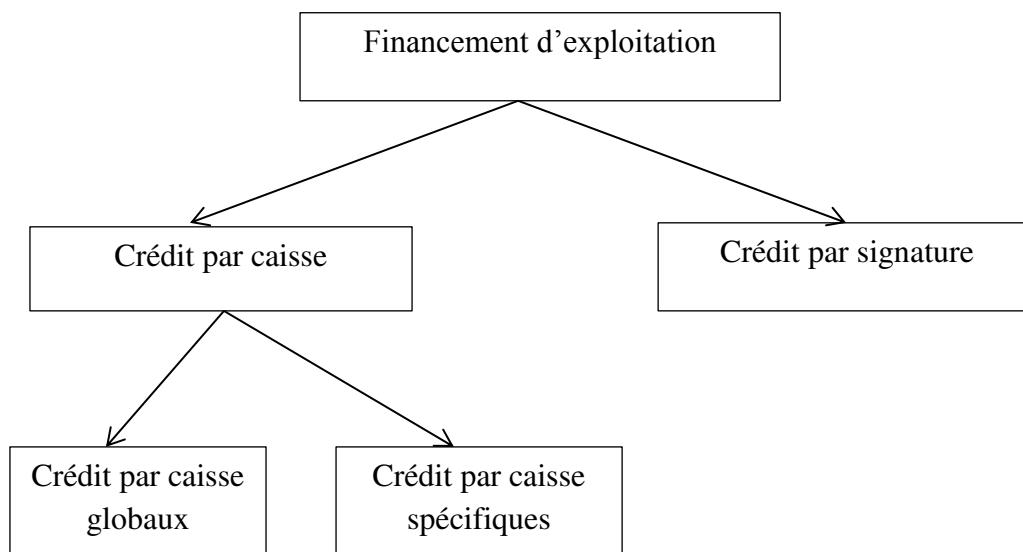 Financement d’exploitation
Crédit par caisse
Crédit par signature
Crédit par caisse
globaux
Crédit par caisse
spécifiques